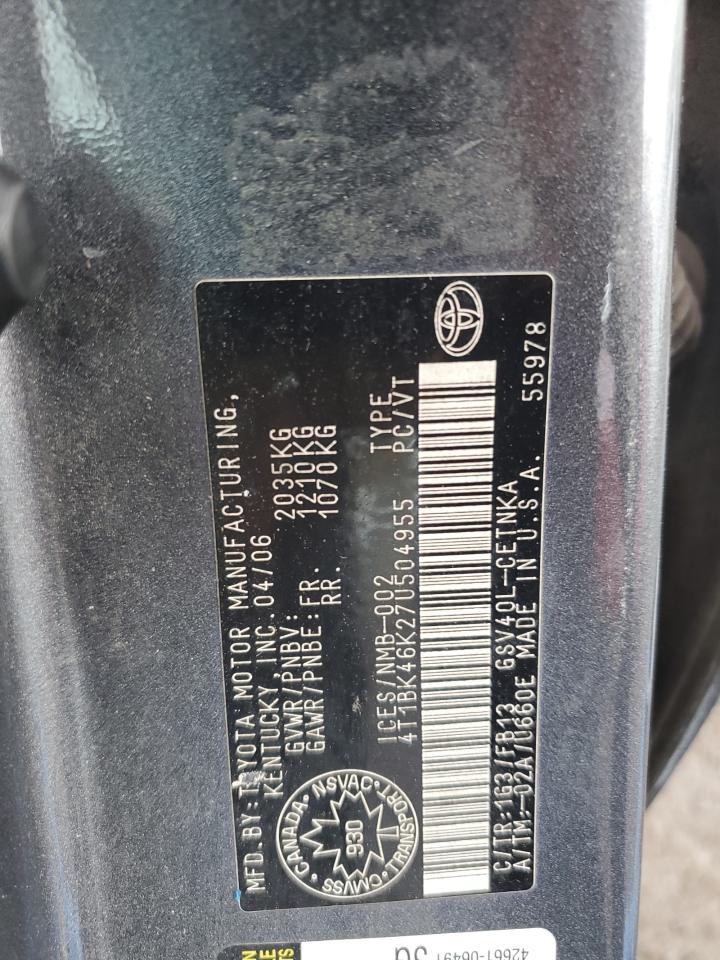 MFD. BY: TOYOTA MOTOR MANUFACTURING,
KENTUCKY, INC. 04/06
GVWR/PNBV: 2035KG
GAWR/PNBE: FR. 1210KG
RR. 1070KG
ICES/NMB-002 TYPE
4T1BK46K27U504955 PC/VT
CANADA • NSVAC • TRANSPORT • CMVSS •
930
C/TR:1G3/FB13 GSV40L-CETNKA
A/TM:-02A/U660E MADE IN U.S.A. 55978
42661-06491